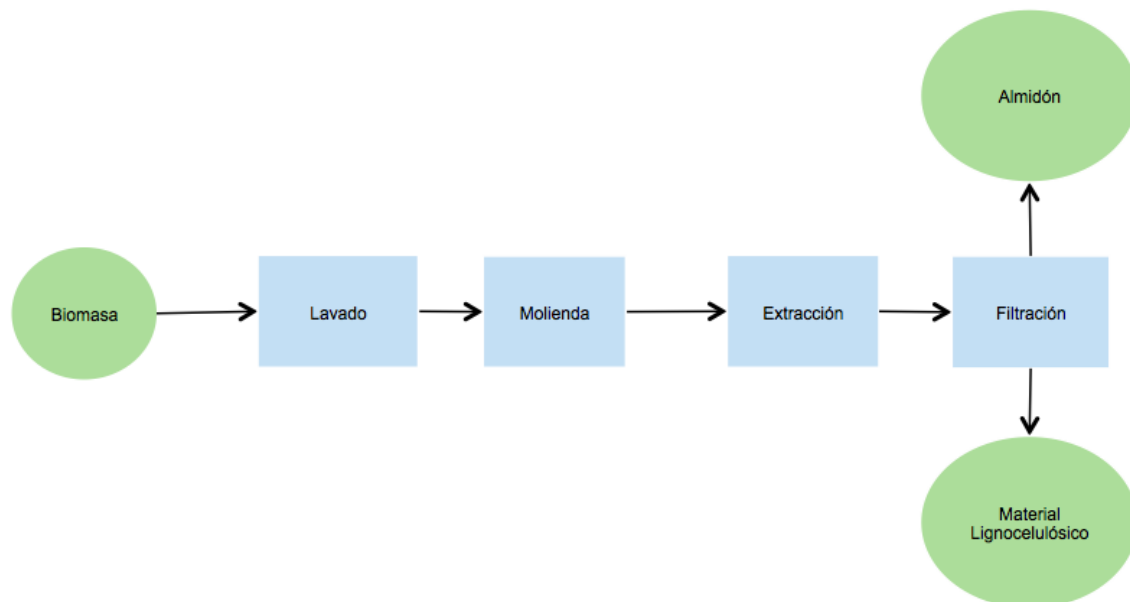 Almidón
Biomasa
Lavado
Molienda
Extracción
Filtración
Material
Lignocelulósico